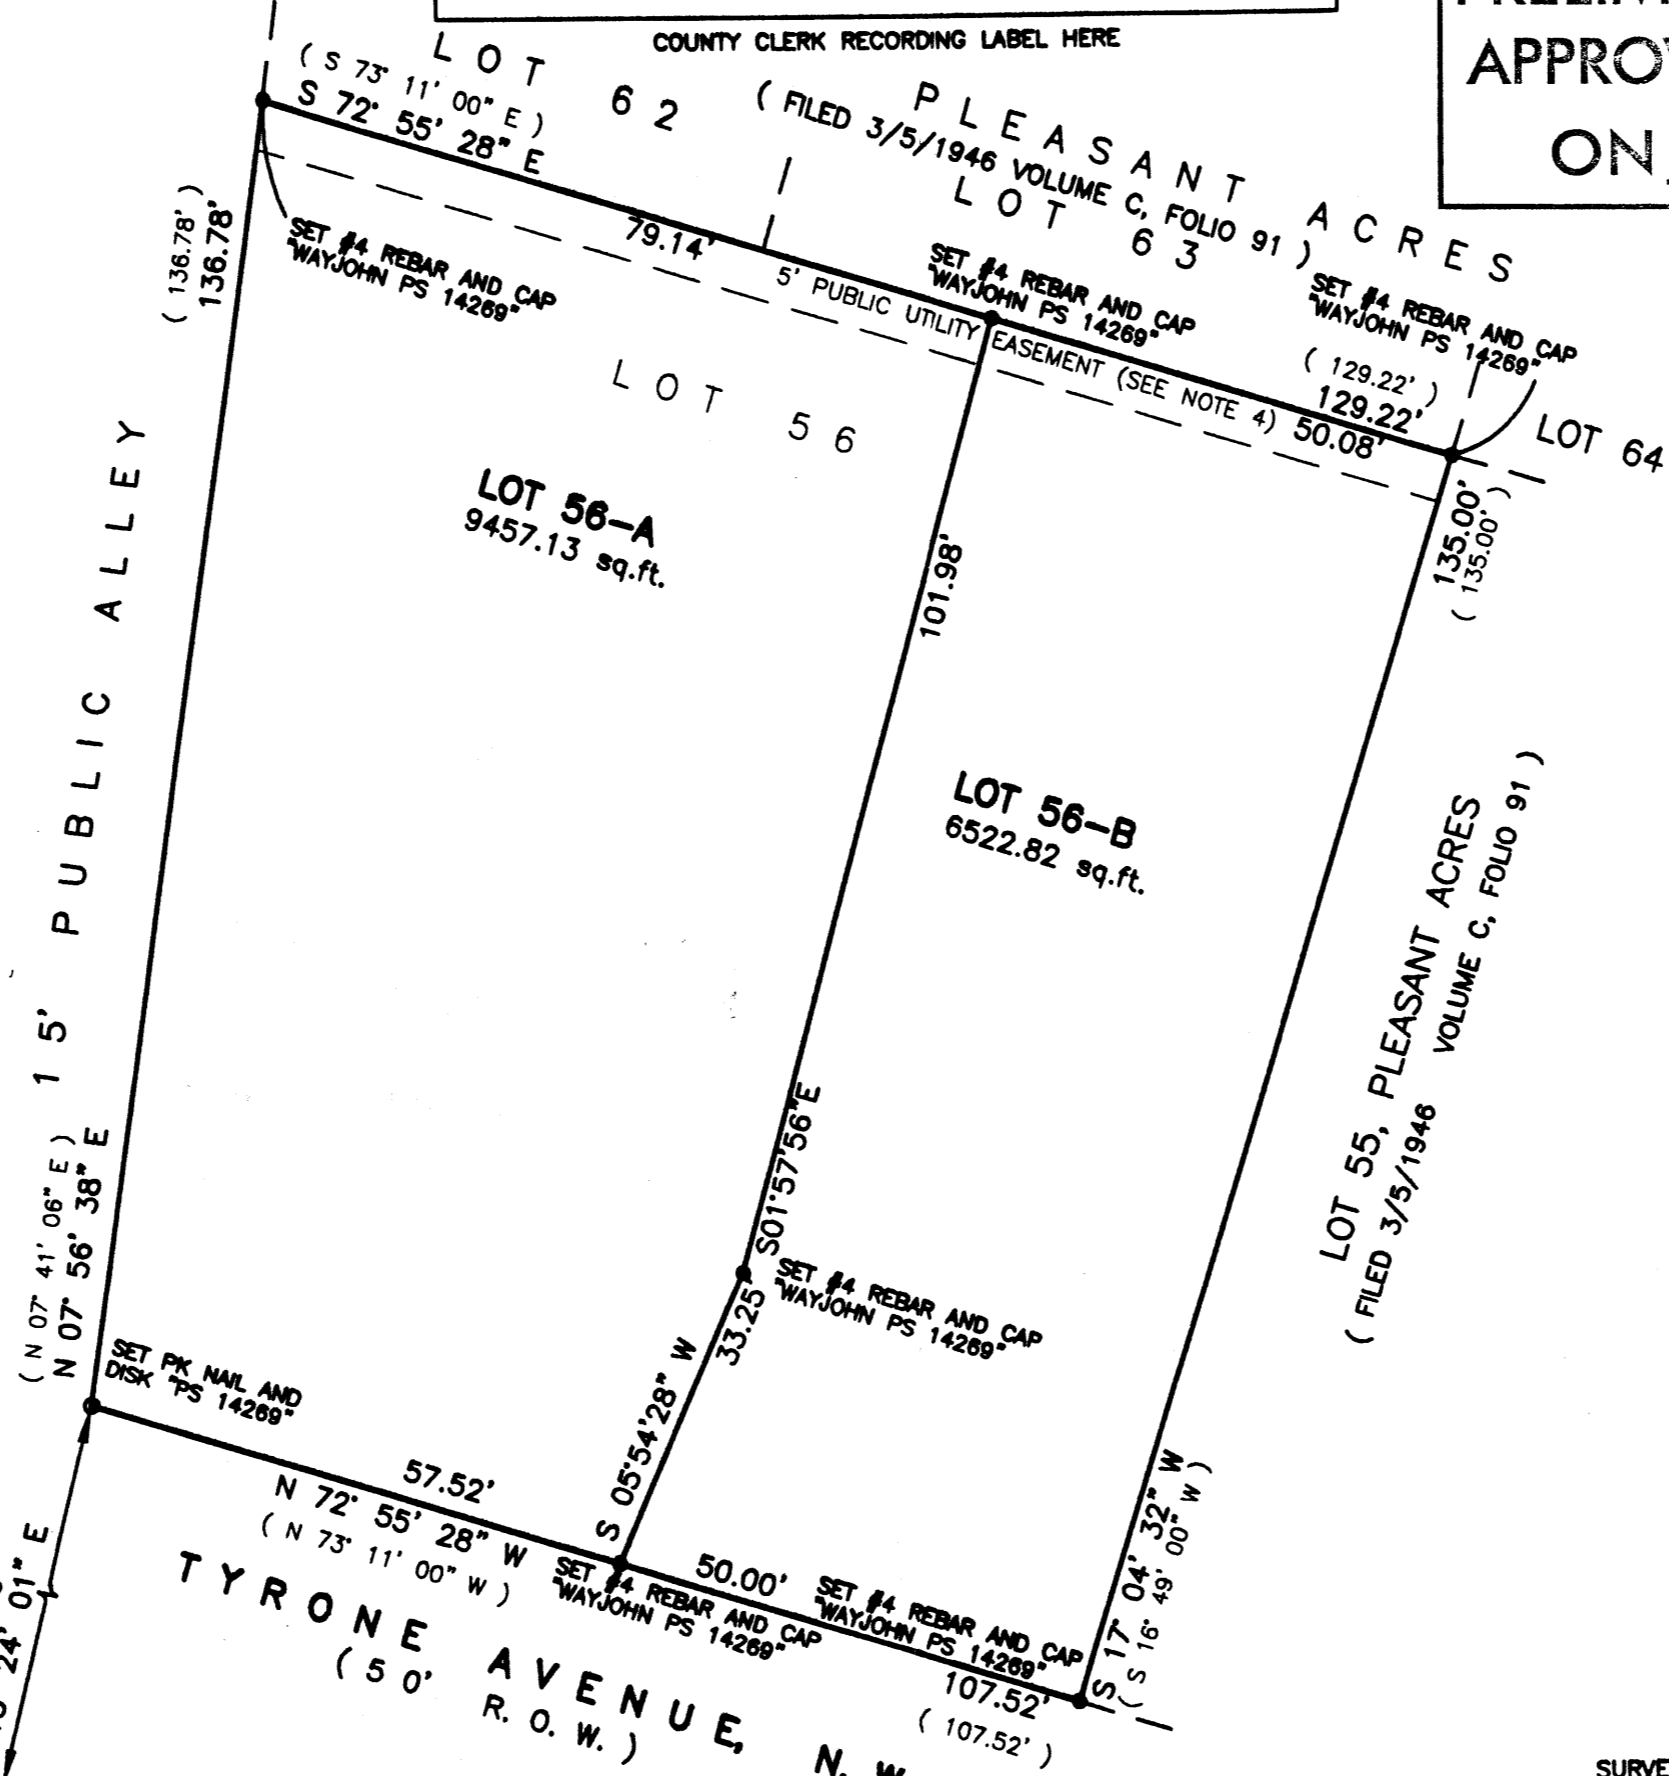 COUNTY CLERK RECORDING LABEL HERE
APPRO
ON
LOT 62
( S 73° 11' 00" E )
S 72° 55' 28" E
PLEASANT ACRES
( FILED 3/5/1946 VOLUME C, FOLIO 91 )
LOT 63
( 136.78' )
136.78'
SET #4 REBAR AND CAP
"WAYJOHN PS 14269"
79.14'
5' PUBLIC UTILITY EASEMENT (SEE NOTE 4)
SET #4 REBAR AND CAP
"WAYJOHN PS 14269"
SET #4 REBAR AND CAP
"WAYJOHN PS 14269"
( 129.22' )
129.22'
50.08'
LOT 64
LOT 56
LOT 56-A
9457.13 sq.ft.
101.98'
135.00'
( 135.00' )
15' PUBLIC ALLEY
LOT 56-B
6522.82 sq.ft.
LOT 55, PLEASANT ACRES
( FILED 3/5/1946 VOLUME C, FOLIO 91 )
S01°57'56"E
( N 07° 41' 06" E )
N 07° 56' 38" E
SET #4 REBAR AND CAP
"WAYJOHN PS 14269"
33.25'
S 05°54'28" W
SET PK NAIL AND
DISK "PS 14269"
57.52'
N 72° 55' 28" W
( N 73° 11' 00" W )
S 17° 04' 32" W
( S 16° 49' 00" W )
SET #4 REBAR AND CAP
"WAYJOHN PS 14269"
50.00'
SET #4 REBAR AND CAP
"WAYJOHN PS 14269"
107.52'
( 107.52' )
24' 01" E
TYRONE AVENUE, N. W
( 50' R. O. W. )
SURVE